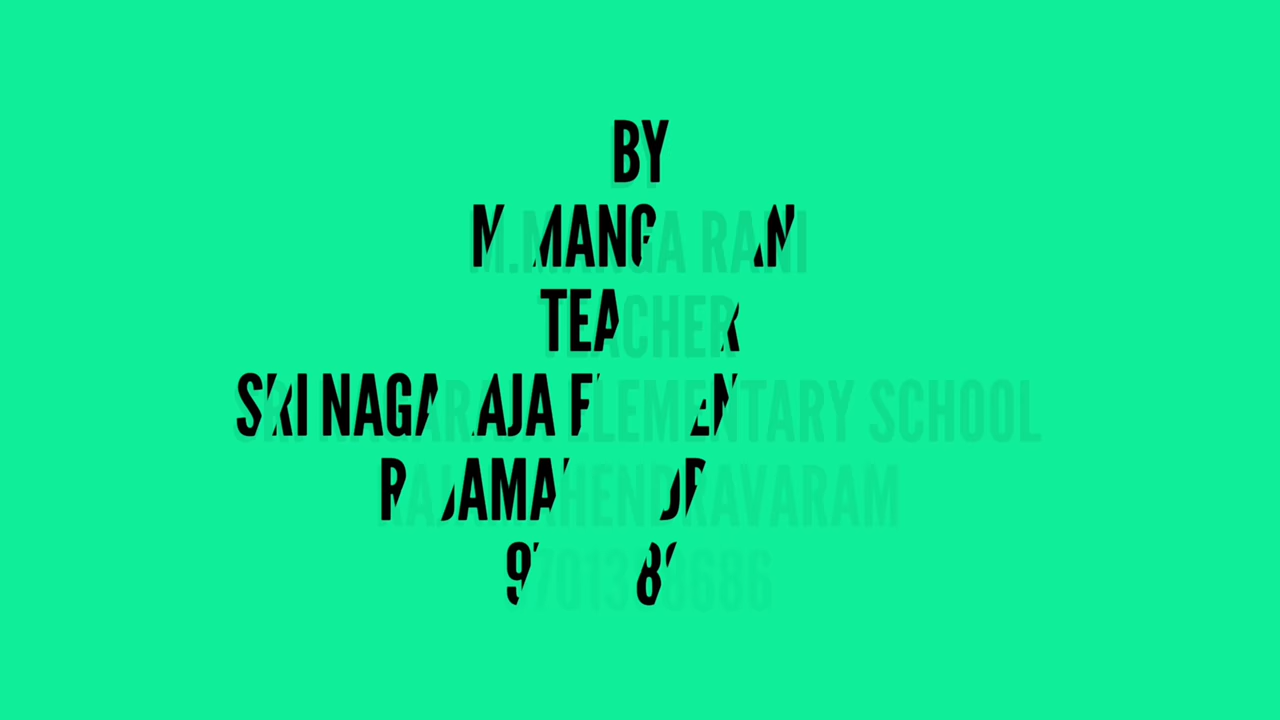 BY
M.MANGA RANI
TEACHER
SRI NAGARAJA ELEMENTARY SCHOOL
RAJAMAHENDRAVARAM